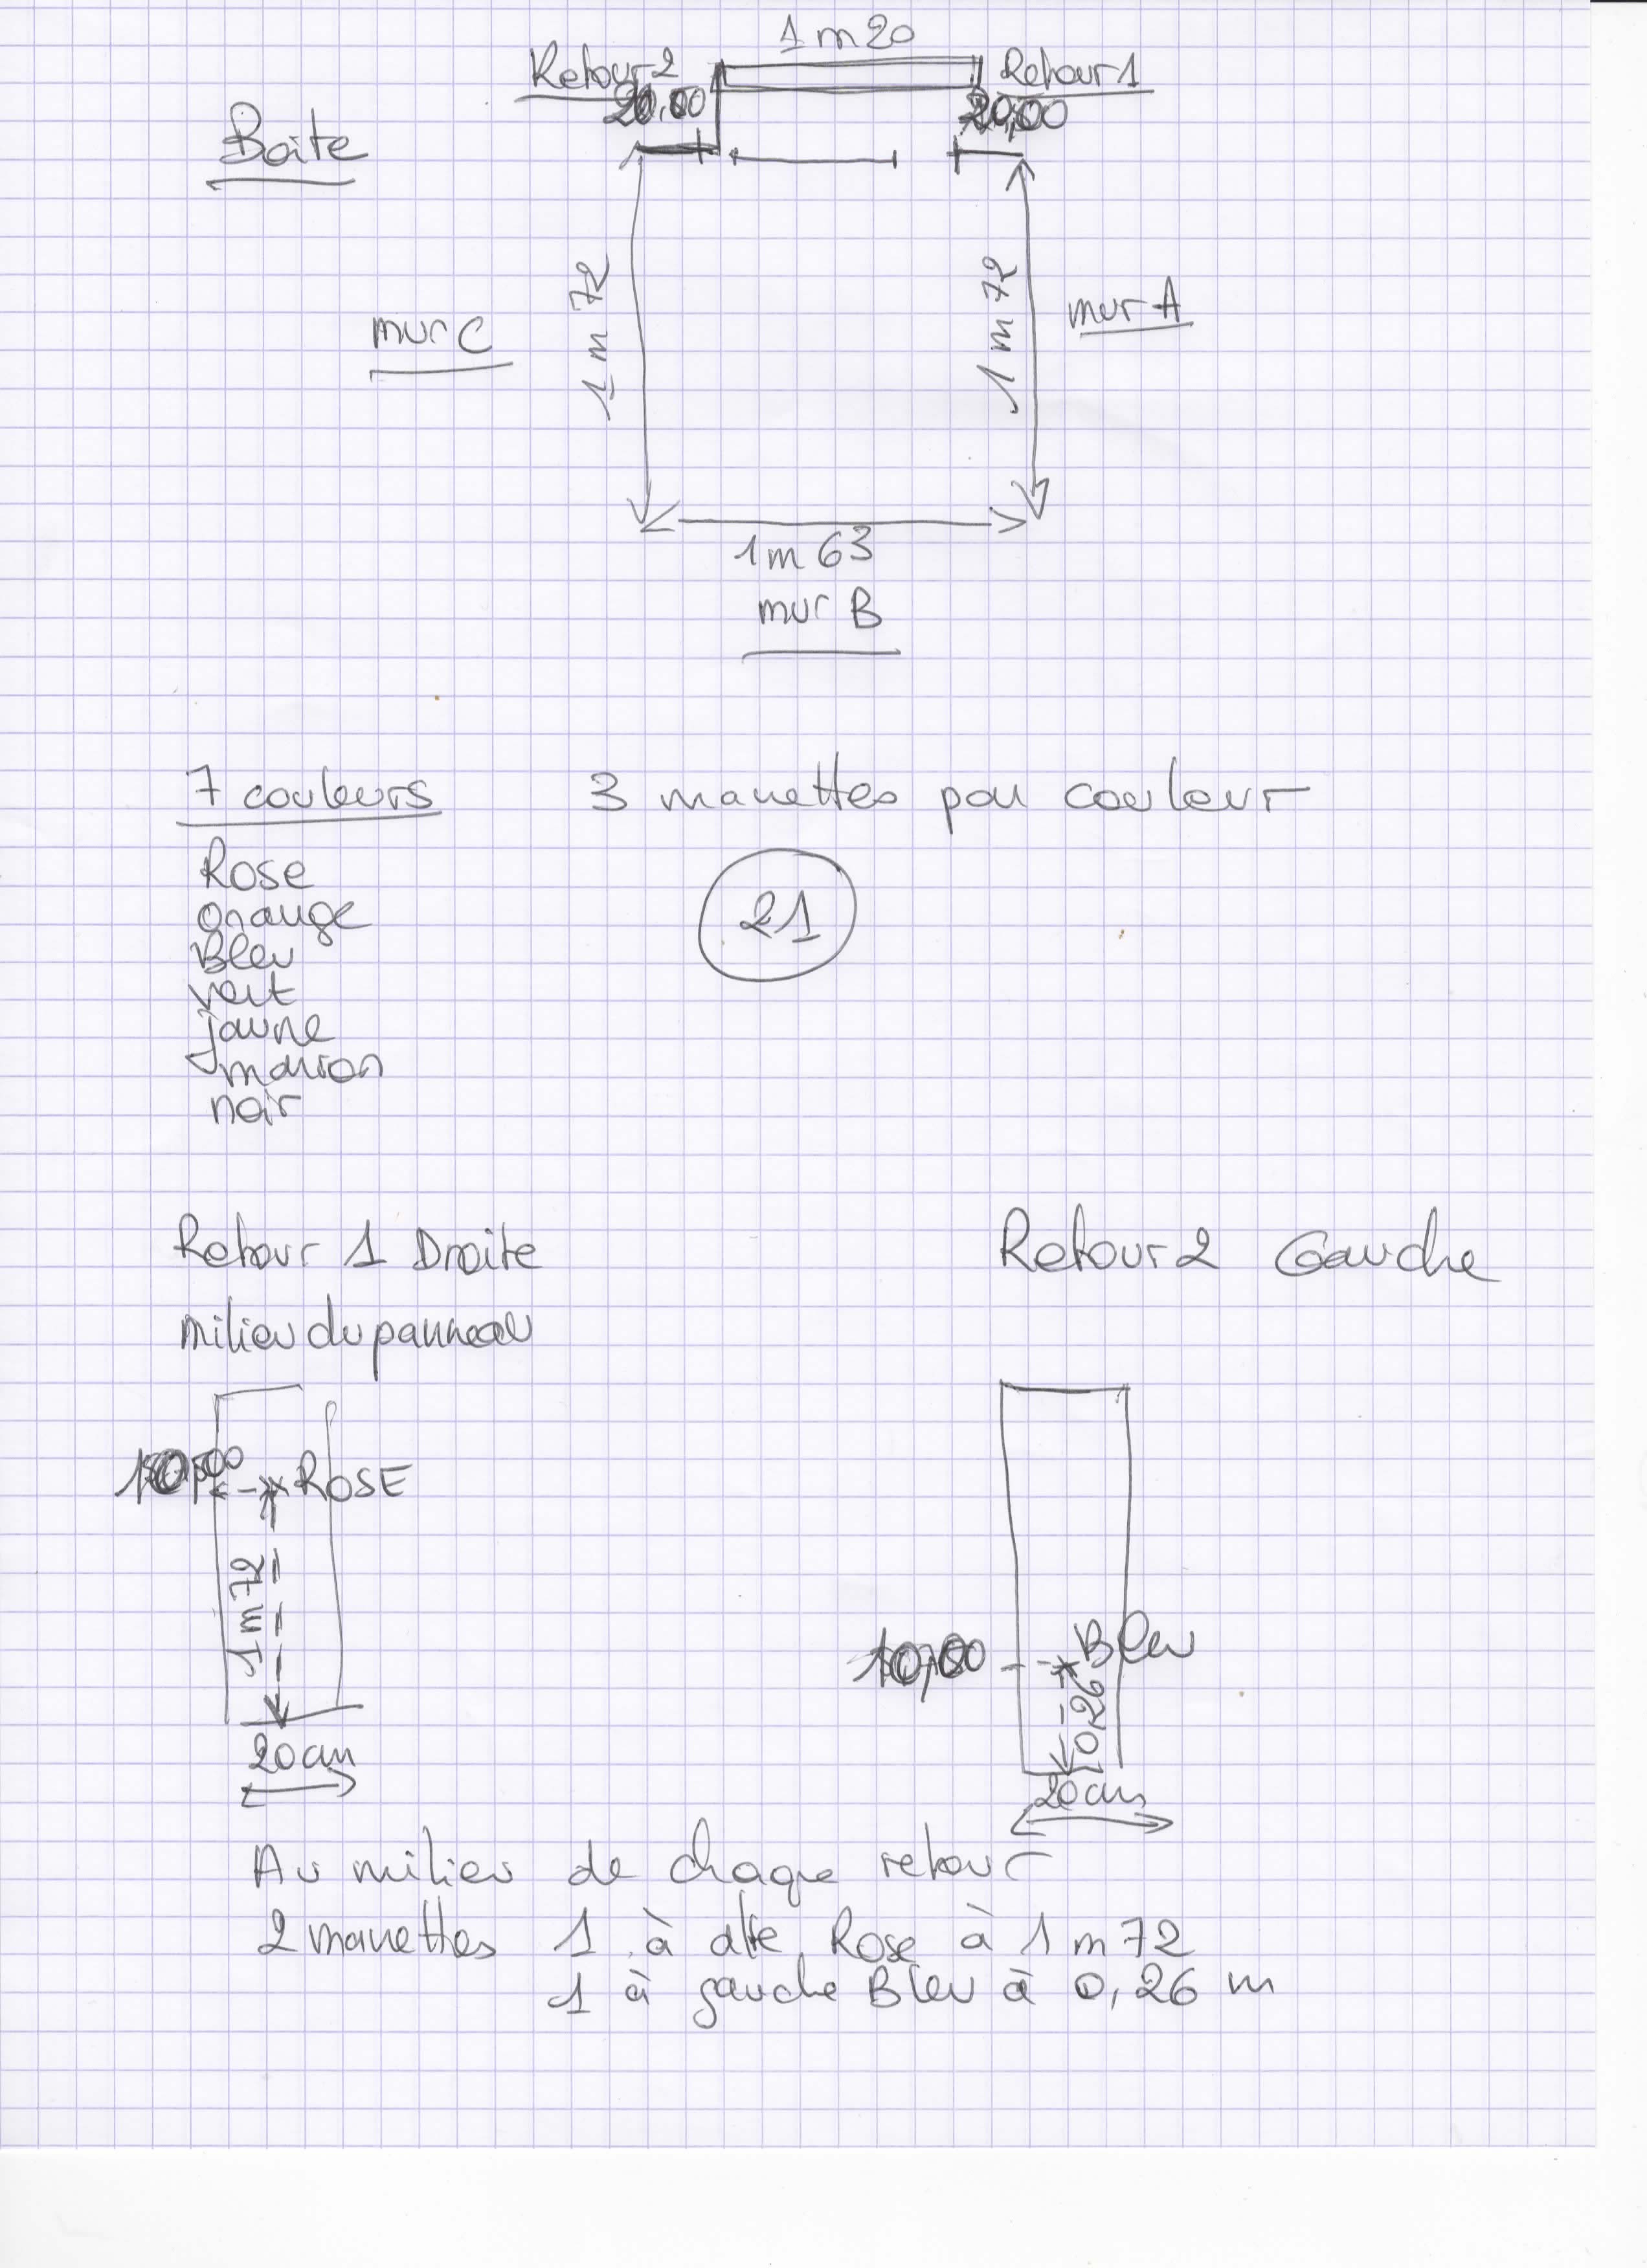 1 m 20
Retour 2
Retour 1
20,00
20,00
Boite
1 m 72
1 m 72
mur C
mur A
1 m 63
mur B
7 couleurs 3 manettes par couleur
Rose
orange
Bleu
vert
jaune
maron
noir
21
Retour 1 Droite
milieu du panneau
Retour 2 Gauche
ROSE
1 m 72
20 cm
10,00
Bleu
0,26
20 cm
Au milieu de chaque retour
2 manettes 1 à dte Rose à 1 m 72
1 à gauche Bleu à 0,26 m